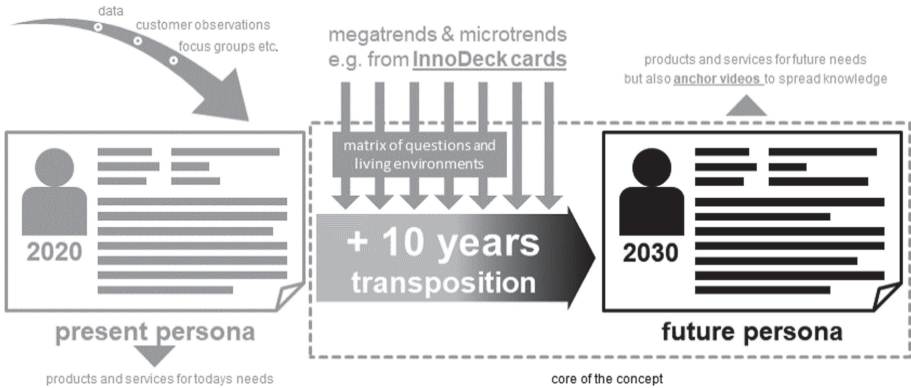 data
customer observations
focus groups etc.
megatrends & microtrends
e.g. from InnoDeck cards
products and services for future needs
but also anchor videos to spread knowledge
matrix of questions and
living environments
2020
+ 10 years
transposition
2030
present persona
future persona
products and services for todays needs
core of the concept